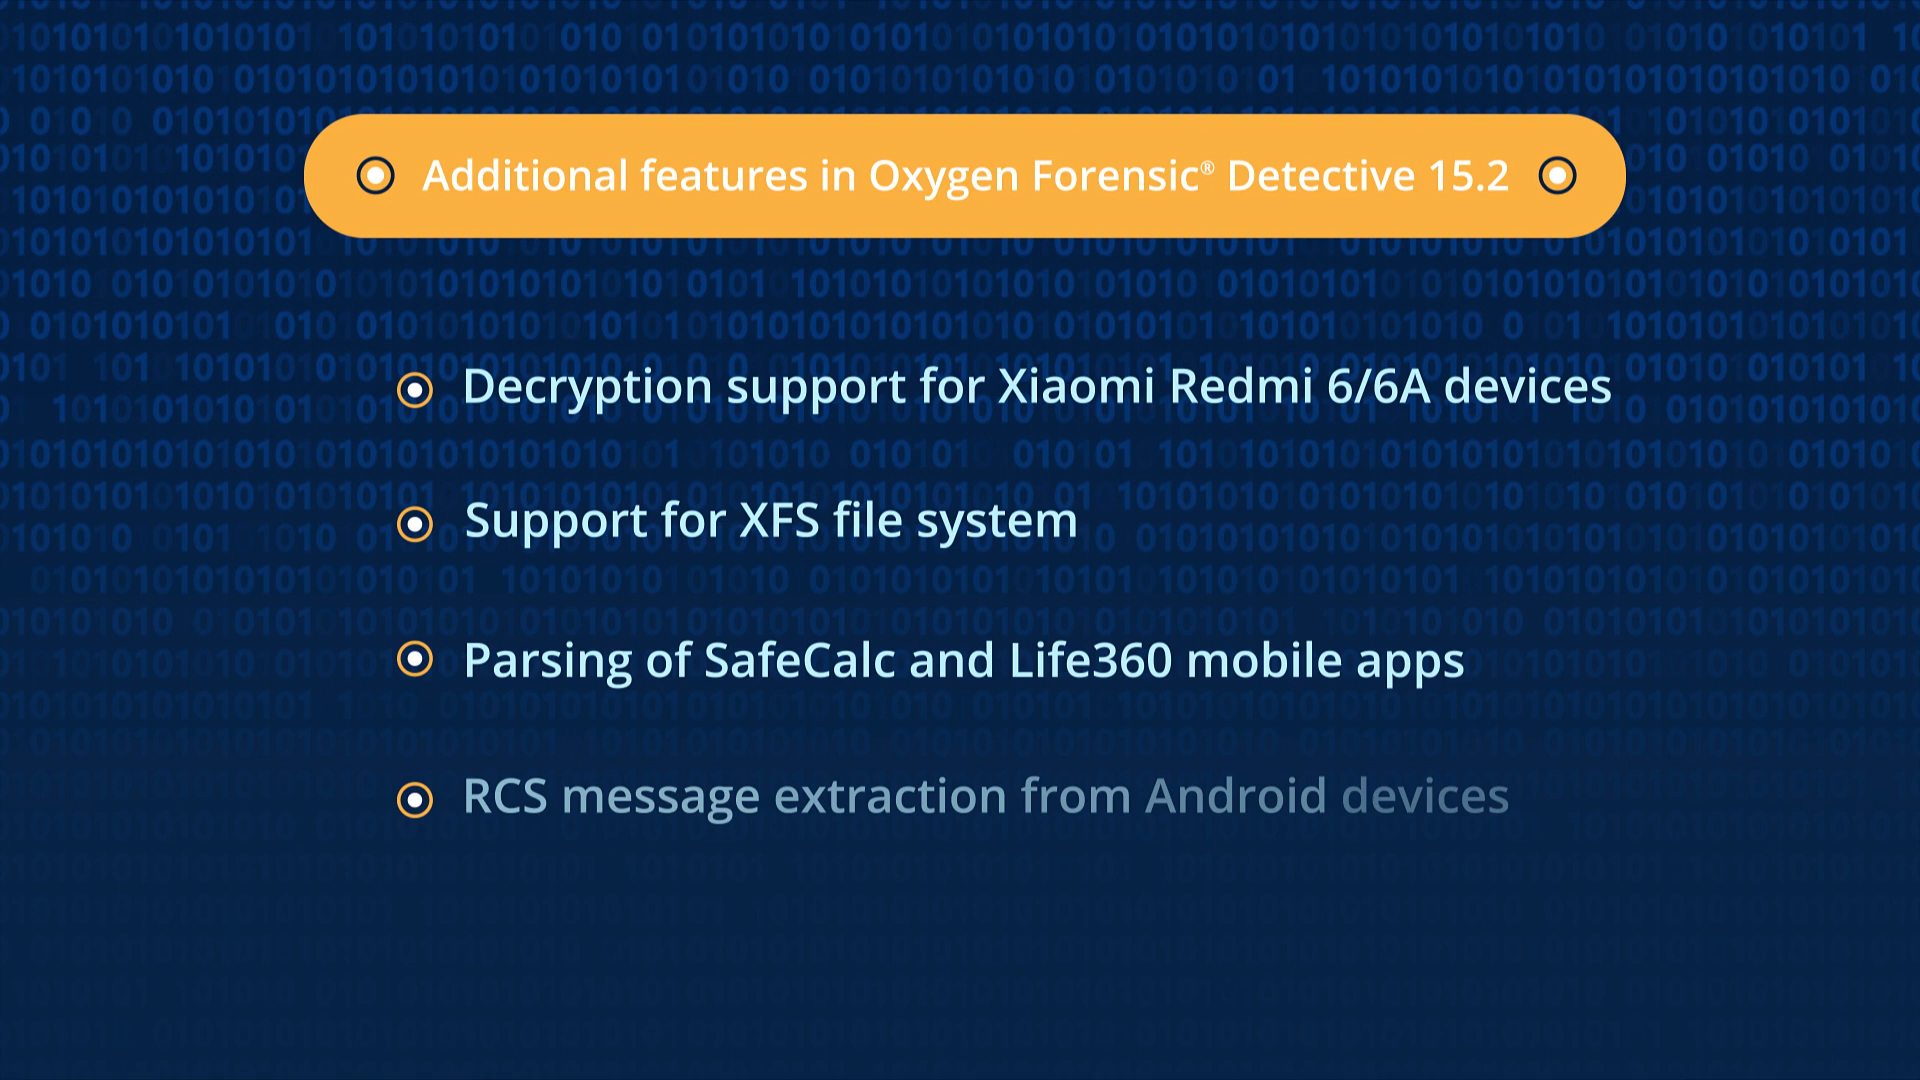 Additional features in Oxygen Forensic® Detective 15.2
Decryption support for Xiaomi Redmi 6/6A devices
Support for XFS file system
Parsing of SafeCalc and Life360 mobile apps
RCS message extraction from Android devices